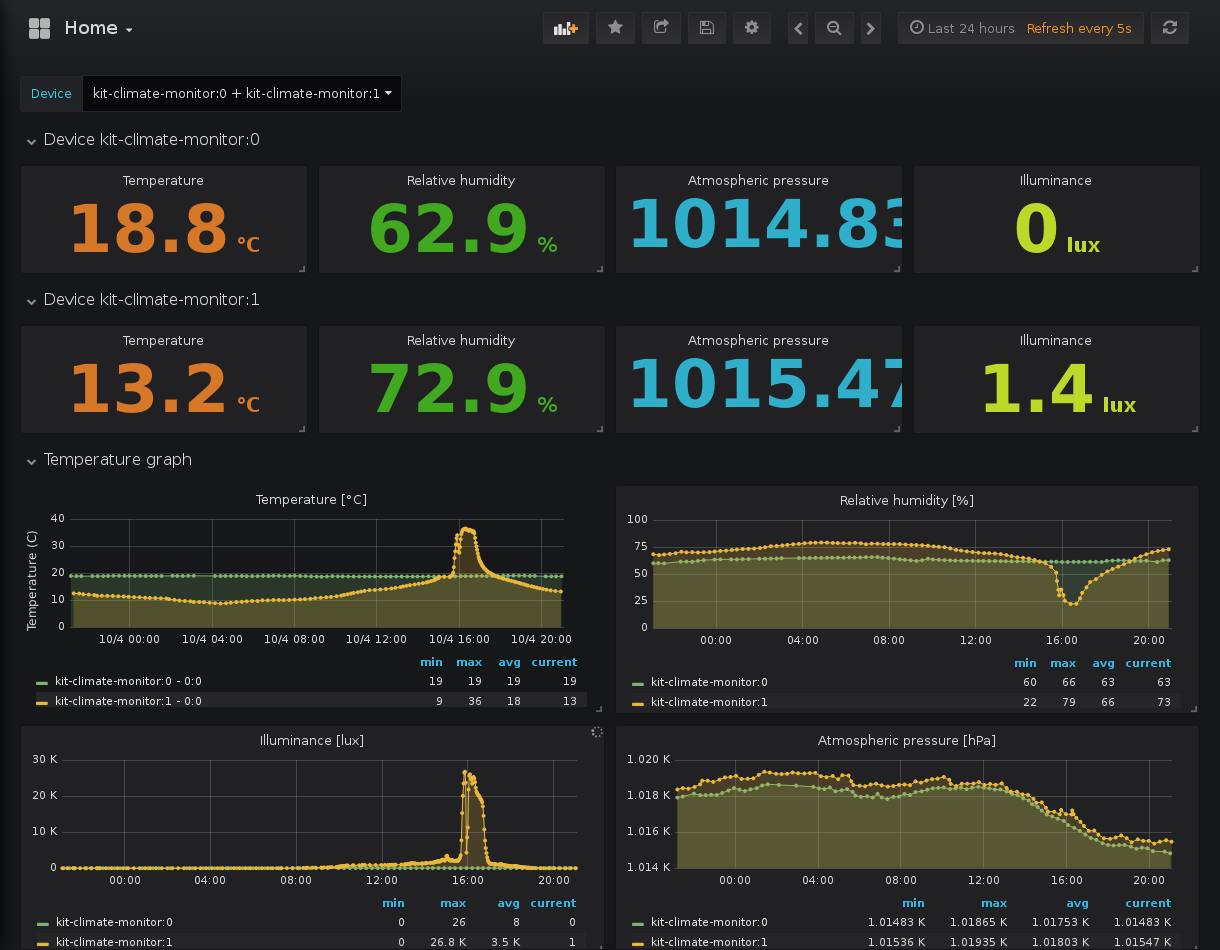 Home
Last 24 hours Refresh every 5s
Device kit-climate-monitor:0 + kit-climate-monitor:1
Device kit-climate-monitor:0
Temperature Relative humidity Atmospheric pressure Illuminance
18.8 °C 62.9 % 1014.83 0 lux
Device kit-climate-monitor:1
Temperature Relative humidity Atmospheric pressure Illuminance
13.2 °C 72.9 % 1015.47 1.4 lux
Temperature graph
Temperature [°C]
Temperature (C)
40
30
20
10
0
10/4 00:00 10/4 04:00 10/4 08:00 10/4 12:00 10/4 16:00 10/4 20:00
min max avg current
kit-climate-monitor:0 - 0:0 19 19 19 19
kit-climate-monitor:1 - 0:0 9 36 18 13
Relative humidity [%]
100
75
50
25
0
00:00 04:00 08:00 12:00 16:00 20:00
min max avg current
kit-climate-monitor:0 60 66 63 63
kit-climate-monitor:1 22 79 66 73
Illuminance [lux]
30 K
20 K
10 K
0
00:00 04:00 08:00 12:00 16:00 20:00
min max avg current
kit-climate-monitor:0 0 26 8 0
kit-climate-monitor:1 0 26.8 K 3.5 K 1
Atmospheric pressure [hPa]
1.020 K
1.018 K
1.016 K
1.014 K
00:00 04:00 08:00 12:00 16:00 20:00
min max avg current
kit-climate-monitor:0 1.01483 K 1.01865 K 1.01753 K 1.01483 K
kit-climate-monitor:1 1.01536 K 1.01935 K 1.01803 K 1.01547 K